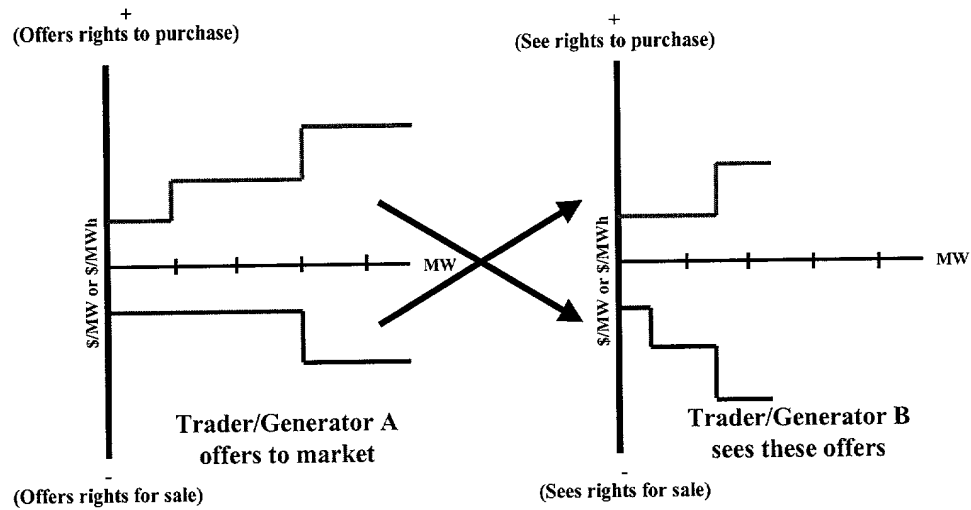 +
(Offers rights to purchase)
$/MW or $/MWh
MW
Trader/Generator A
offers to market
-
(Offers rights for sale)
+
(See rights to purchase)
$/MW or $/MWh
MW
Trader/Generator B
sees these offers
-
(Sees rights for sale)